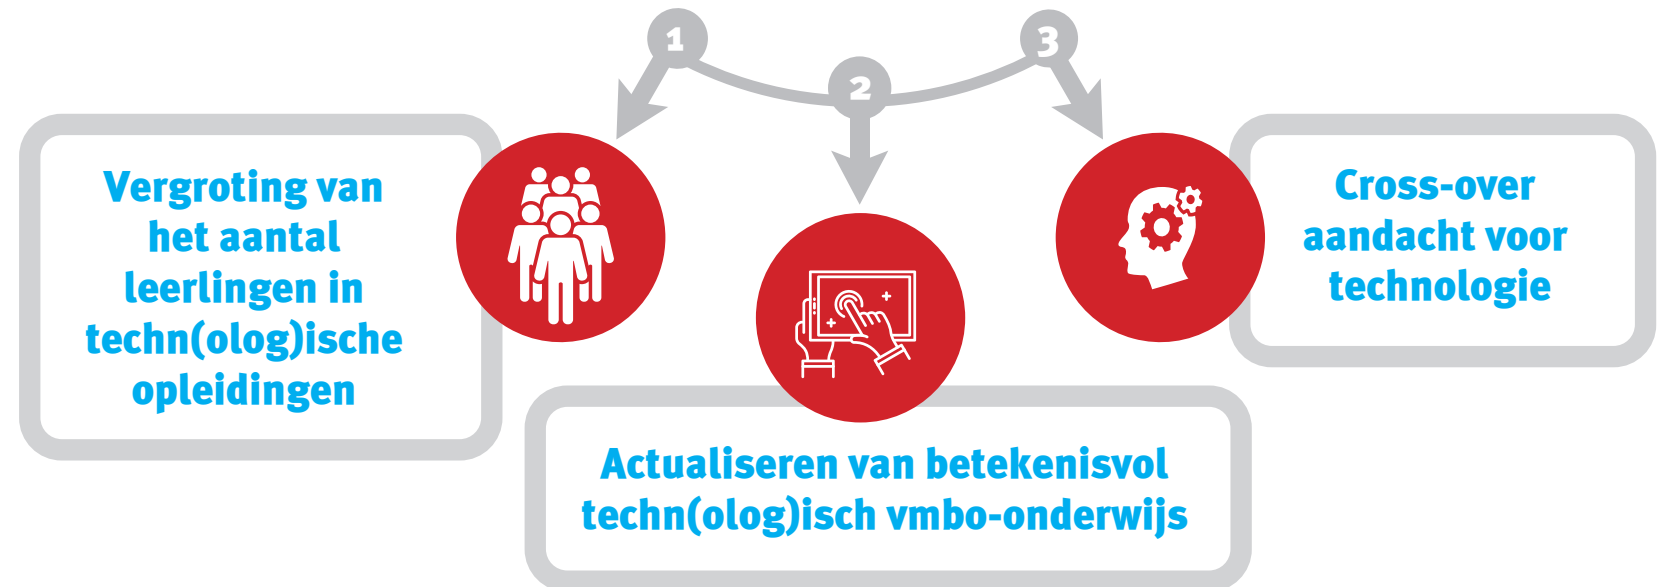 1
Vergroting van
het aantal
leerlingen in
techn(olog)ische
opleidingen
2
Actualiseren van betekenisvol
techn(olog)isch vmbo-onderwijs
3
Cross-over
aandacht voor
technologie